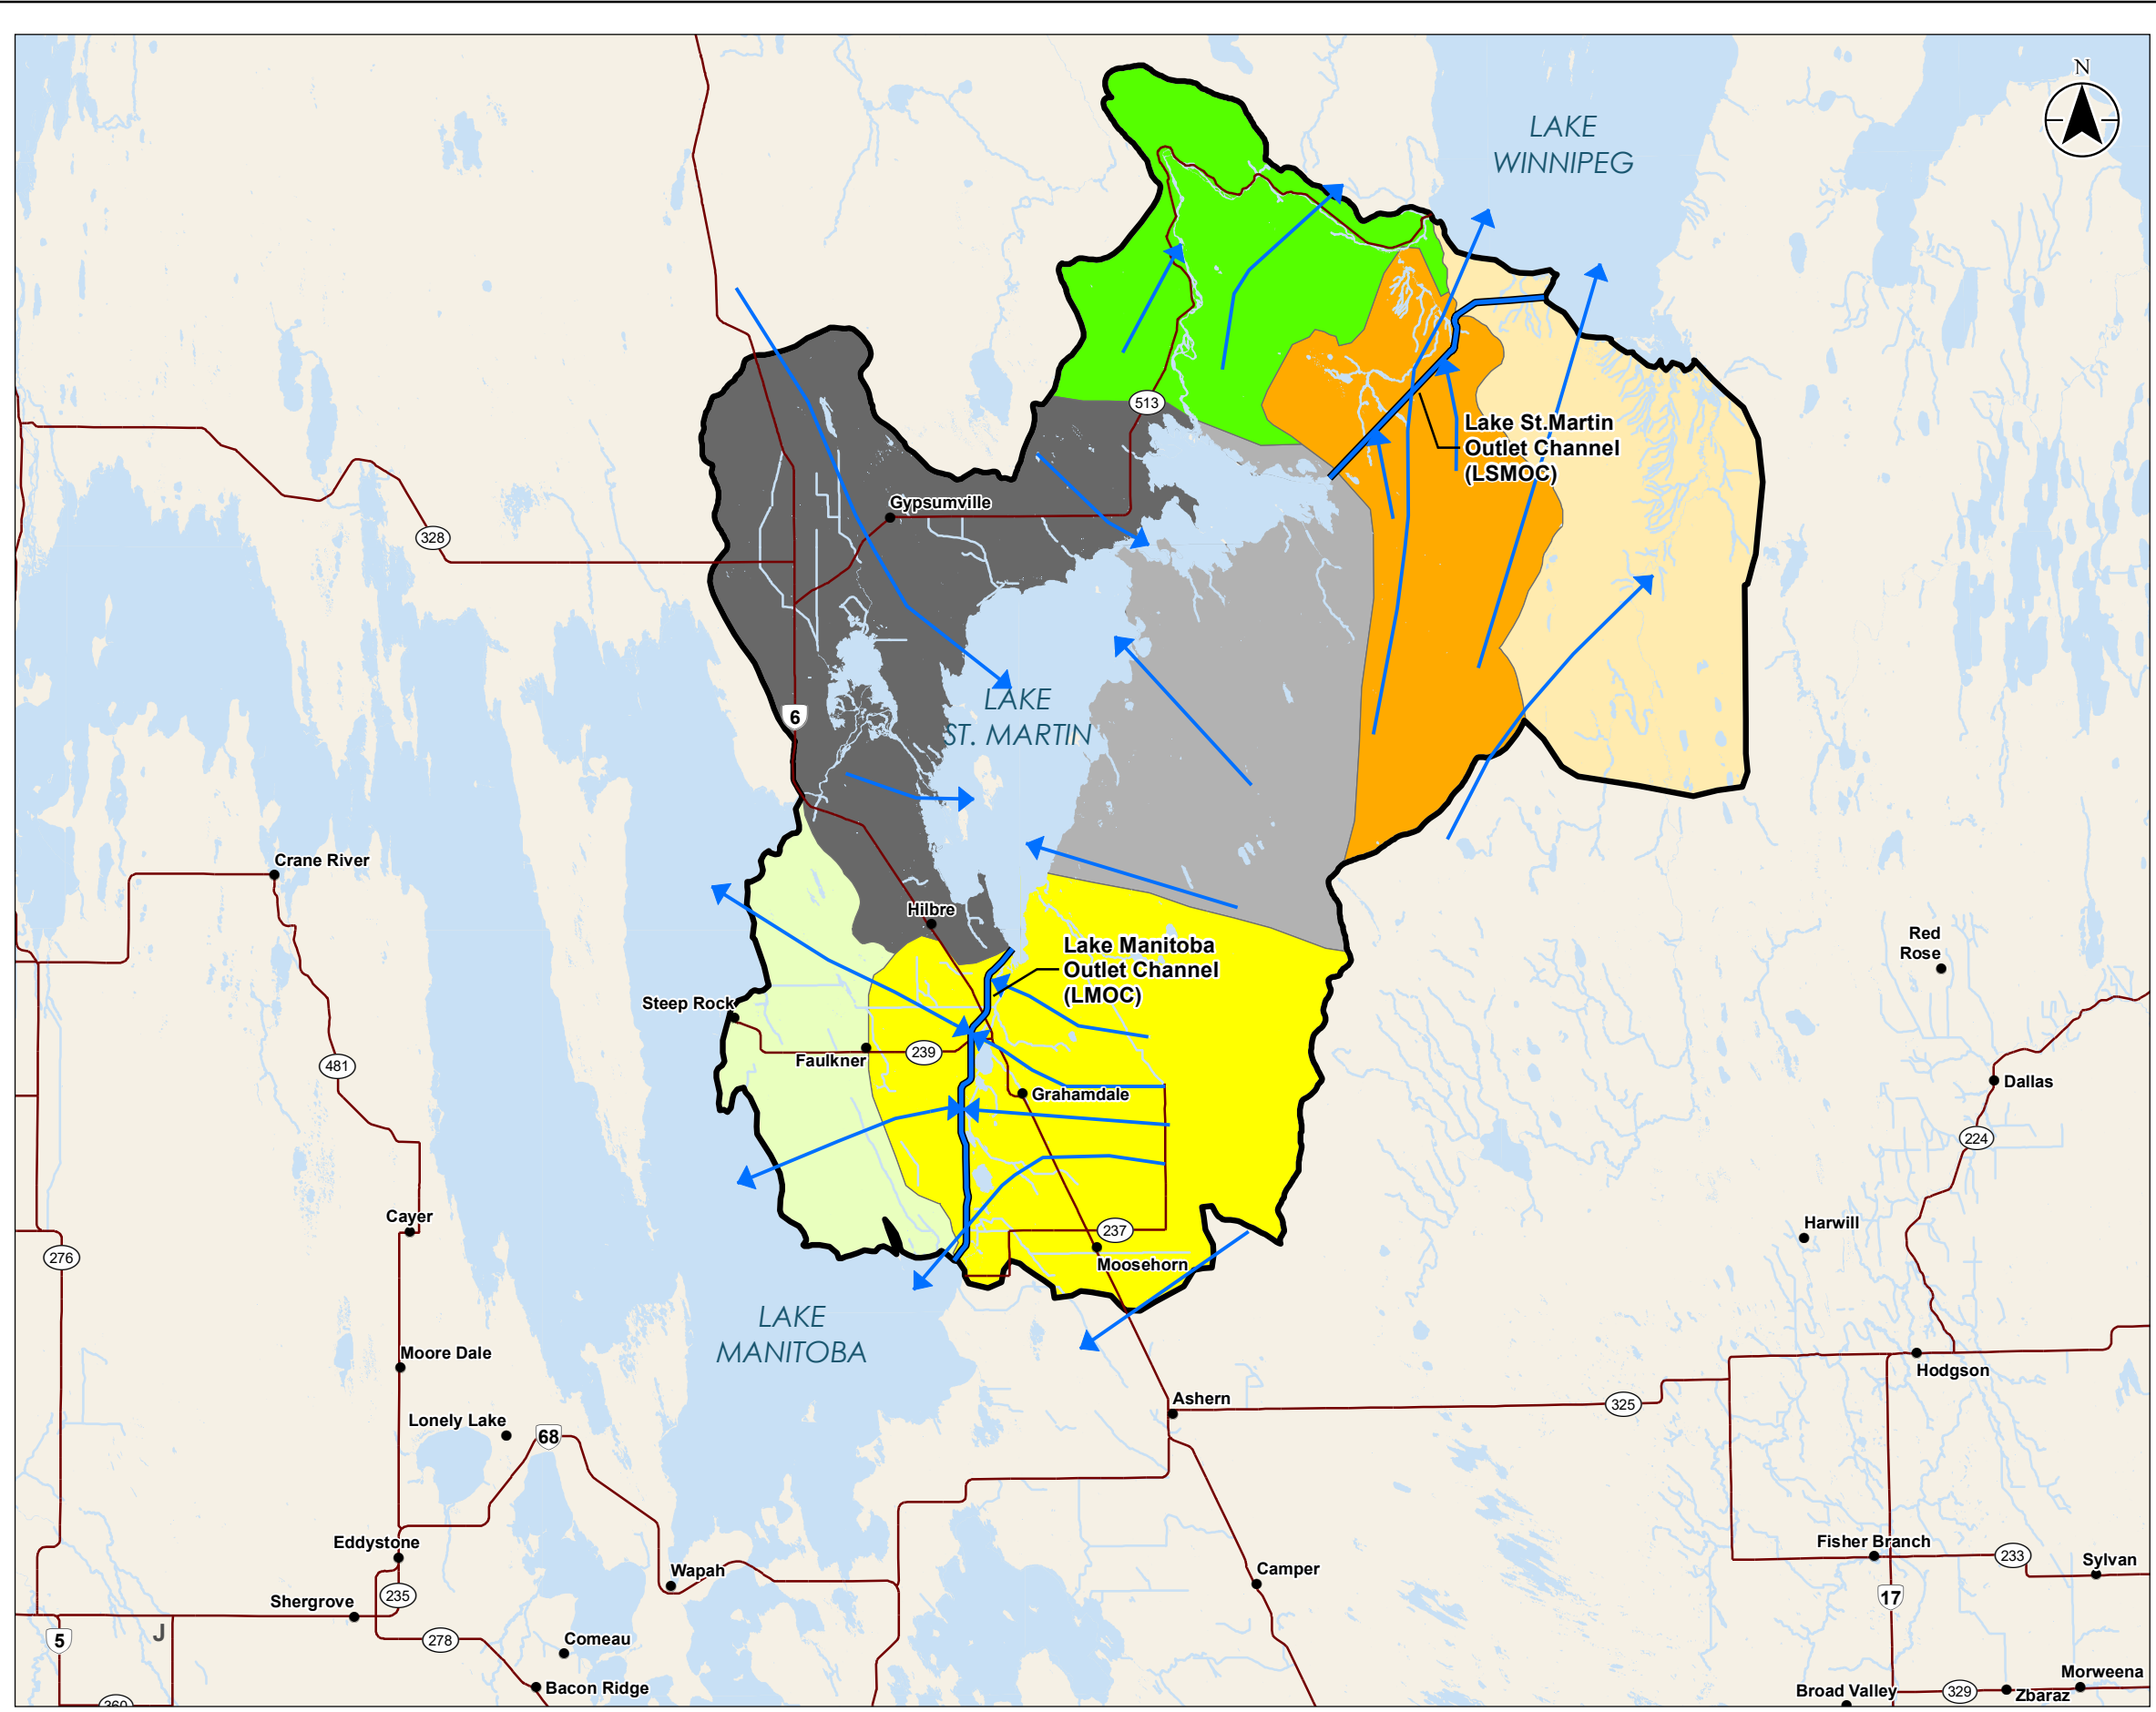 N
LAKE
WINNIPEG
513
Lake St.Martin
Outlet Channel
(LSMOC)
Gypsumville
328
LAKE
ST. MARTIN
6
Crane River
Hilbre
Lake Manitoba
Outlet Channel
(LMOC)
Red
Rose
Steep Rock
Faulkner
239
481
Grahamdale
Dallas
224
Cayer
Harwill
276
237
Moosehorn
LAKE
MANITOBA
Moore Dale
Hodgson
Ashern
325
Lonely Lake
68
Eddystone
Fisher Branch
233
Sylvan
Wapah
Camper
235
Shergrove
17
5
J
278
Comeau
Morweena
Bacon Ridge
Broad Valley
329
Zbaraz